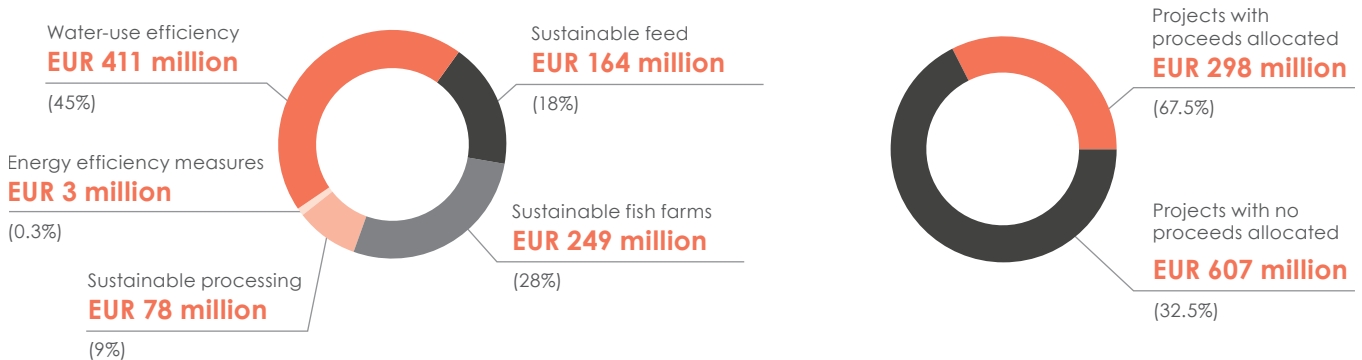 Water-use efficiency
EUR 411 million
(45%)
Energy efficiency measures
EUR 3 million
(0.3%)
Sustainable processing
EUR 78 million
(9%)
Sustainable feed
EUR 164 million
(18%)
Sustainable fish farms
EUR 249 million
(28%)
Projects with
proceeds allocated
EUR 298 million
(67.5%)
Projects with no
proceeds allocated
EUR 607 million
(32.5%)